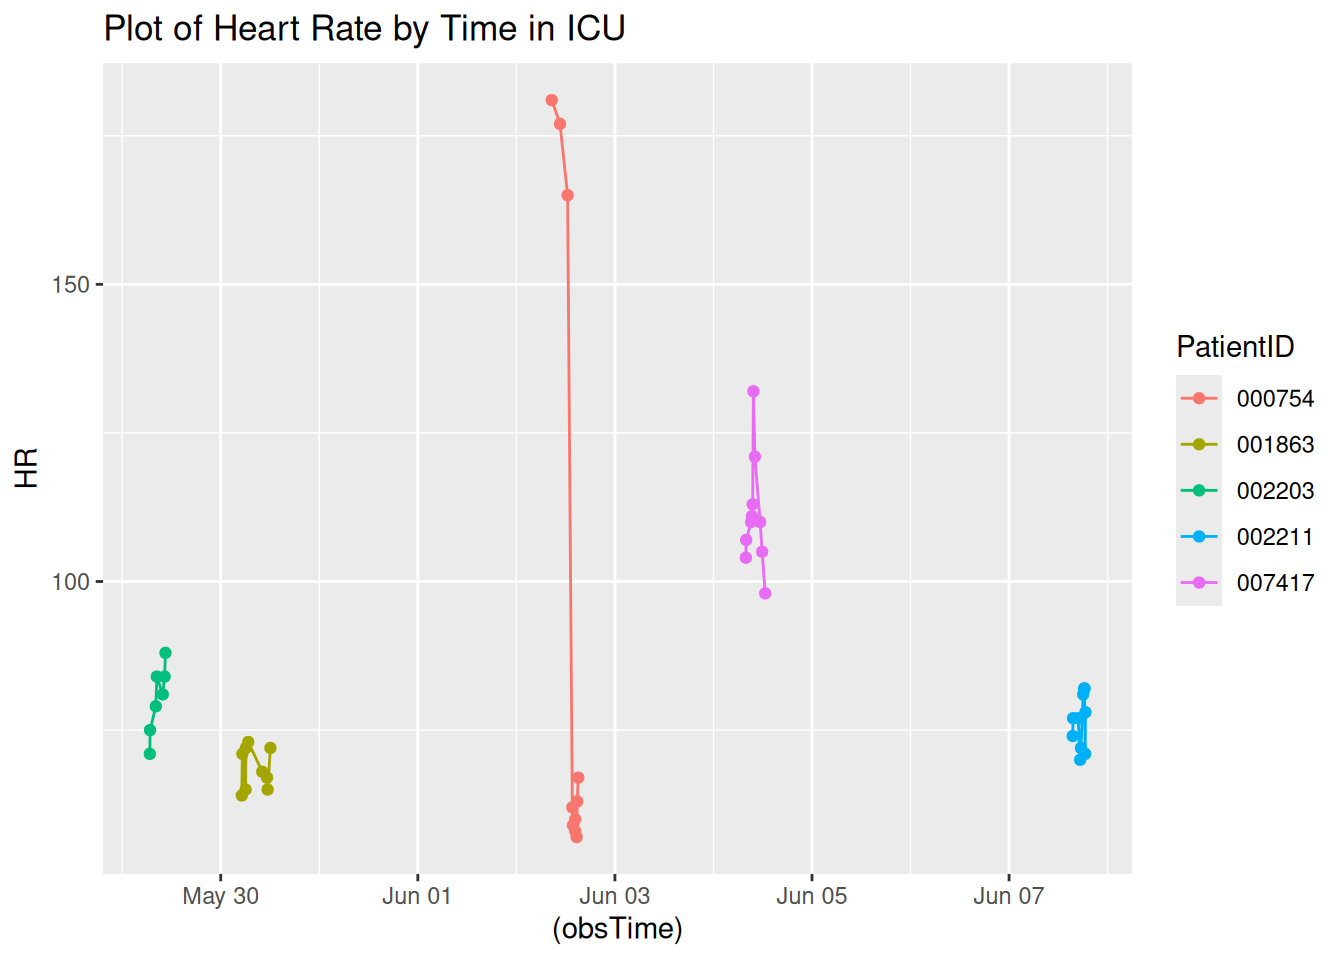 Plot of Heart Rate by Time in ICU
HR
150
100
May 30
Jun 01
Jun 03
Jun 05
Jun 07
(obsTime)
PatientID
000754
001863
002203
002211
007417